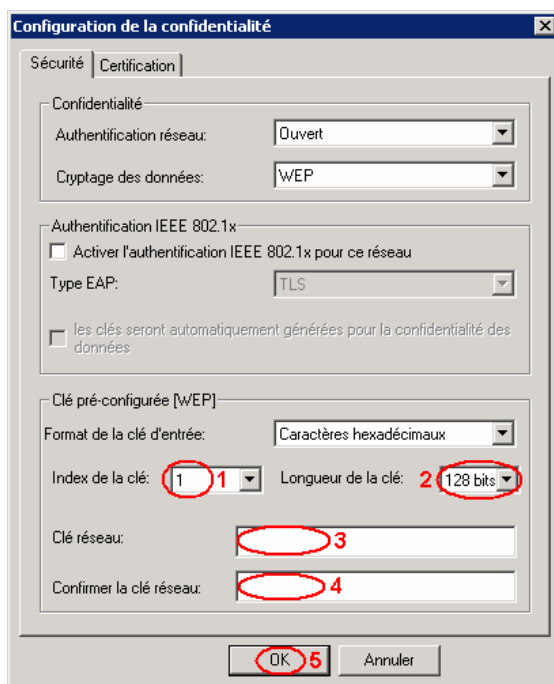 Configuration de la confidentialité
Sécurité Certification
Confidentialité
Authentification réseau: Ouvert
Cryptage des données: WEP
Authentification IEEE 802.1x
Activer l'authentification IEEE 802.1x pour ce réseau
Type EAP: TLS
les clés seront automatiquement générées pour la confidentialité des
données
Clé pré-configurée [WEP]
Format de la clé d'entrée: Caractères hexadécimaux
Index de la clé: 1 1 Longueur de la clé: 2 128 bits
Clé réseau: 3
Confirmer la clé réseau: 4
OK 5 Annuler